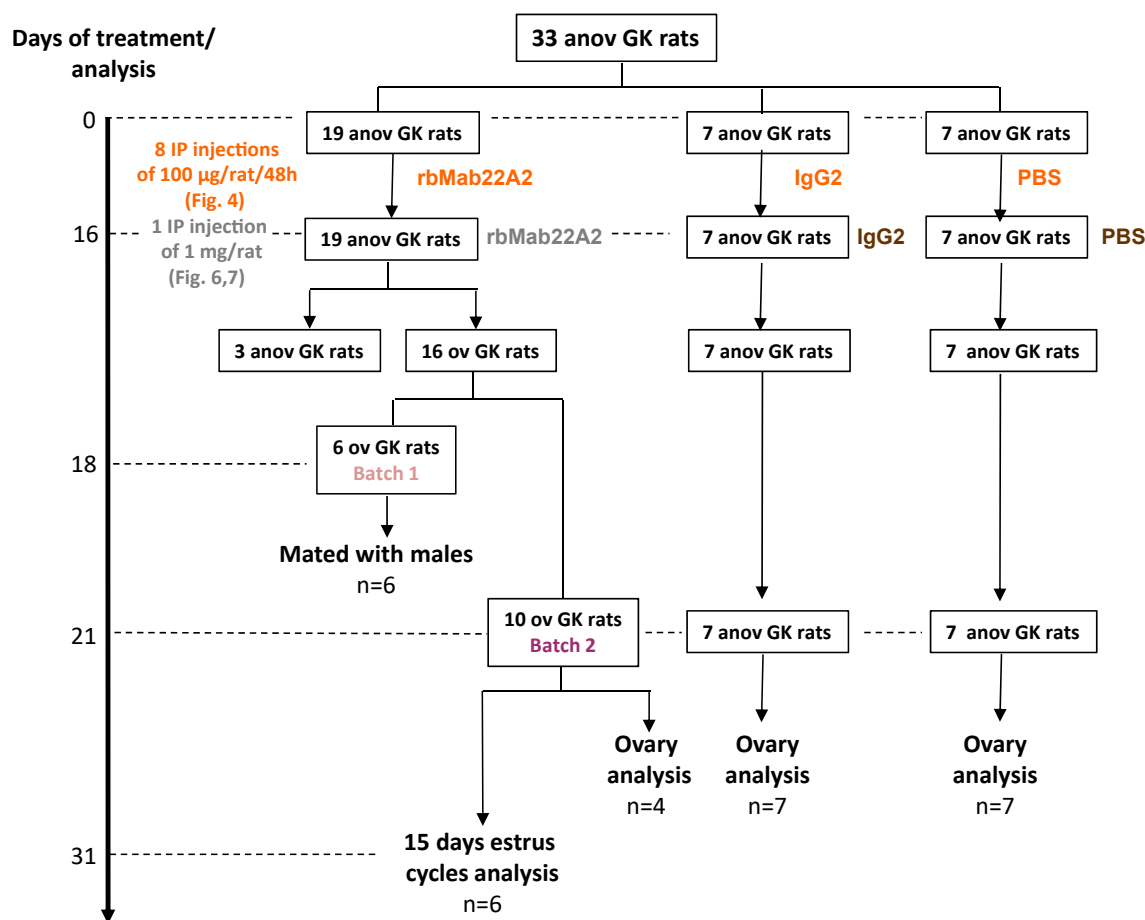 Days of treatment/
analysis
33 anov GK rats
0
19 anov GK rats
7 anov GK rats
7 anov GK rats
8 IP injections
of 100 µg/rat/48h
(Fig. 4)
rbMab22A2
IgG2
PBS
16
1 IP injection
of 1 mg/rat
(Fig. 6,7)
19 anov GK rats
rbMab22A2
7 anov GK rats
IgG2
7 anov GK rats
PBS
3 anov GK rats
16 ov GK rats
7 anov GK rats
7 anov GK rats
18
6 ov GK rats
Batch 1
Mated with males
n=6
21
10 ov GK rats
Batch 2
7 anov GK rats
7 anov GK rats
Ovary
analysis
n=4
Ovary
analysis
n=7
Ovary
analysis
n=7
31
15 days estrus
cycles analysis
n=6